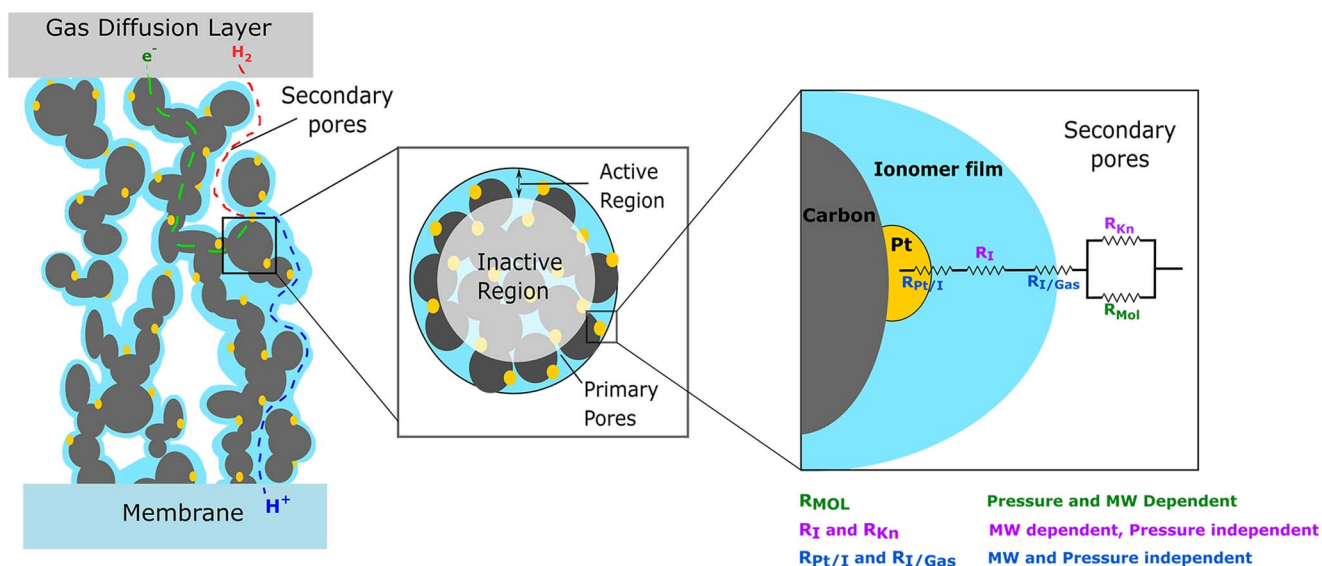 Gas Diffusion Layer
e-
H2
Secondary
pores
Membrane
H+
Active
Region
Inactive
Region
Primary
Pores
Secondary
pores
Ionomer film
Carbon
Pt
RPt/I
RI
RI/Gas
RKn
RMol
RMOL Pressure and MW Dependent
RI and RKn MW dependent, Pressure independent
RPt/I and RI/Gas MW and Pressure independent